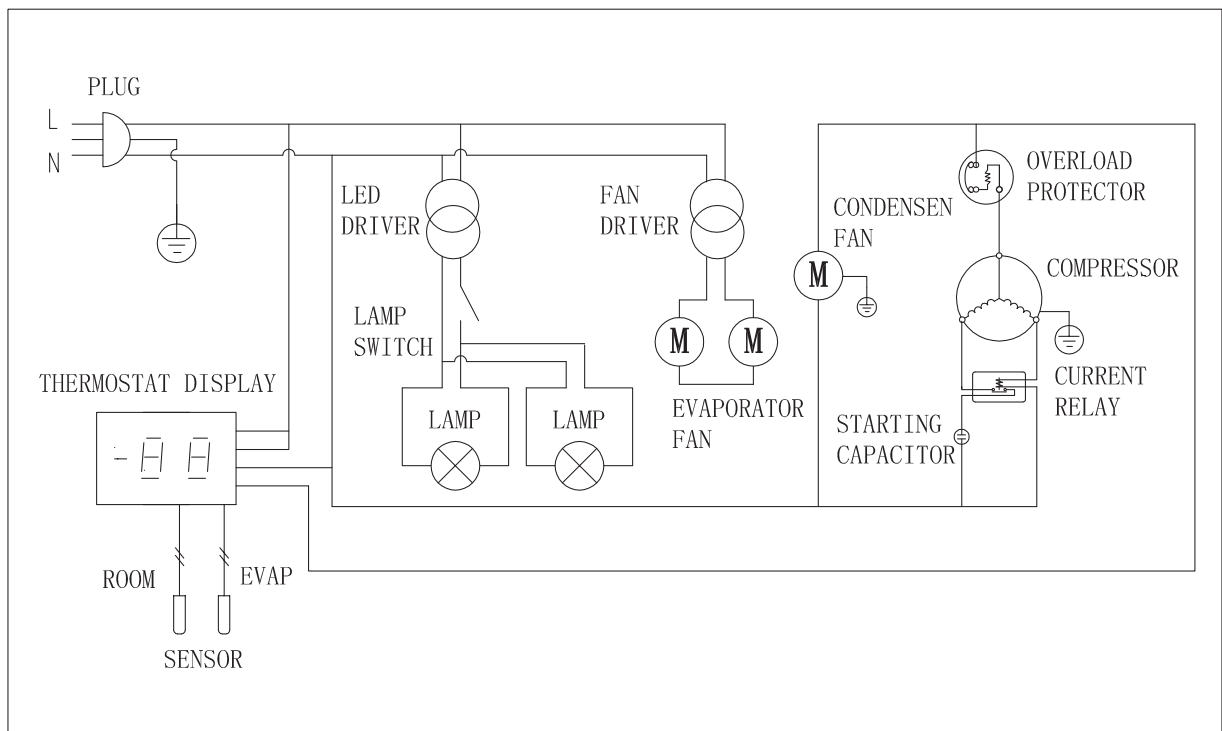 PLUG
L
N
LED
DRIVER
FAN
DRIVER
CONDENSEN
FAN
M
OVERLOAD
PROTECTOR
COMPRESSOR
LAMP
SWITCH
M
M
THERMOSTAT DISPLAY
-88
LAMP
LAMP
EVAPORATOR
FAN
STARTING
CAPACITOR
CURRENT
RELAY
ROOM
EVAP
SENSOR